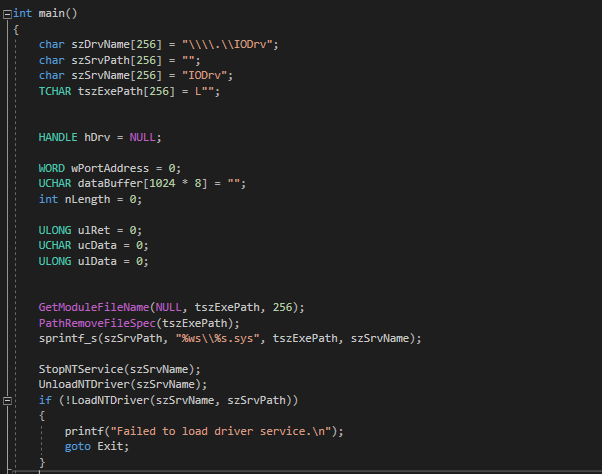 int main()
{
char szDrvName[256] = "\\\\.\\IODrv";
char szSrvPath[256] = "";
char szSrvName[256] = "IODrv";
TCHAR tszExePath[256] = L"";
HANDLE hDrv = NULL;
WORD wPortAddress = 0;
UCHAR dataBuffer[1024 * 8] = "";
int nLength = 0;
ULONG ulRet = 0;
UCHAR ucData = 0;
ULONG ulData = 0;
GetModuleFileName(NULL, tszExePath, 256);
PathRemoveFileSpec(tszExePath);
sprintf_s(szSrvPath, "%ws\\%s.sys", tszExePath, szSrvName);
StopNTService(szSrvName);
UnloadNTDriver(szSrvName);
if (!LoadNTDriver(szSrvName, szSrvPath))
{
printf("Failed to load driver service.\n");
goto Exit;
}